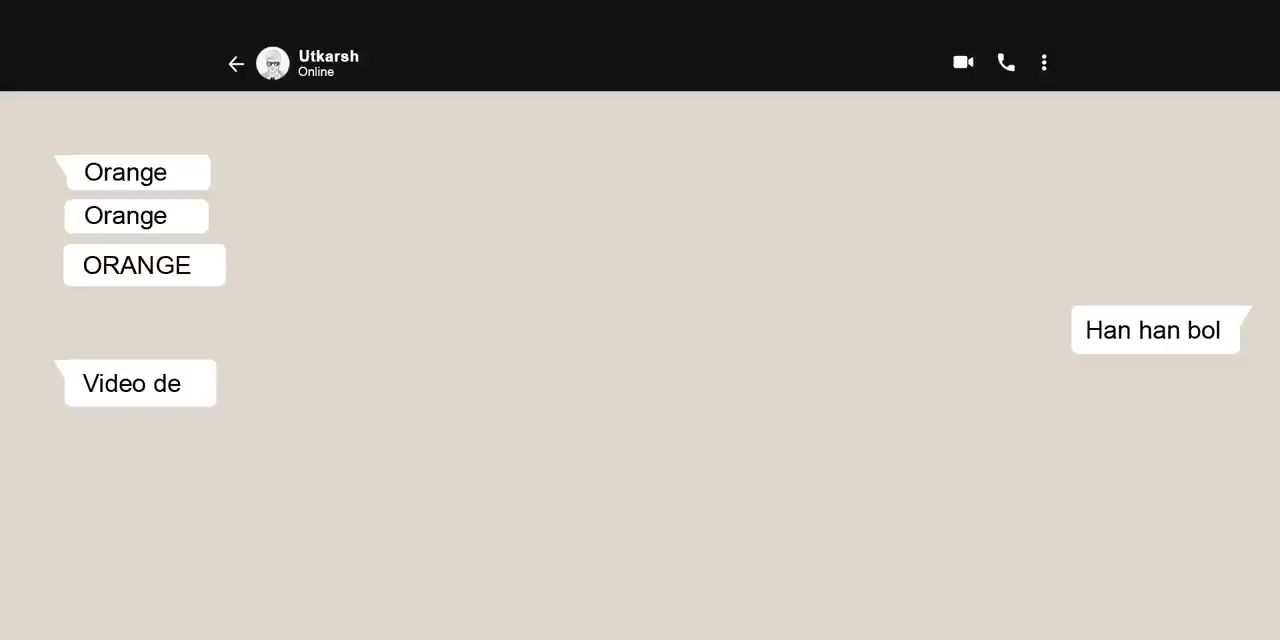 Utkarsh
Online
Orange
Orange
ORANGE
Han han bol
Video de